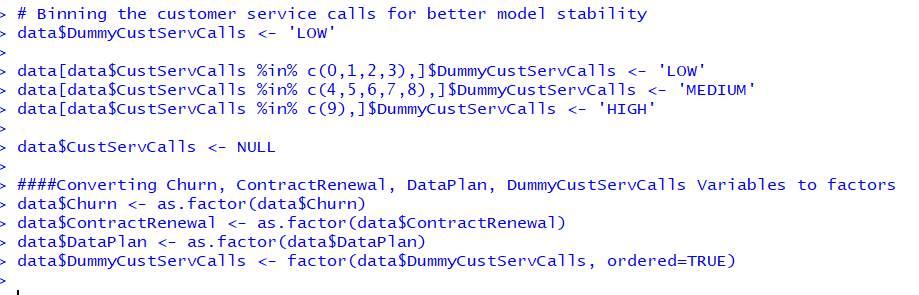 > # Binning the customer service calls for better model stability
> data$DummyCustServCalls <- 'LOW'
>
> data[data$CustServCalls %in% c(0,1,2,3),]$DummyCustServCalls <- 'LOW'
> data[data$CustServCalls %in% c(4,5,6,7,8),]$DummyCustServCalls <- 'MEDIUM'
> data[data$CustServCalls %in% c(9),]$DummyCustServCalls <- 'HIGH'
>
> data$CustServCalls <- NULL
>
> ####Converting Churn, ContractRenewal, DataPlan, DummyCustServCalls Variables to factors
> data$Churn <- as.factor(data$Churn)
> data$ContractRenewal <- as.factor(data$ContractRenewal)
> data$DataPlan <- as.factor(data$DataPlan)
> data$DummyCustServCalls <- factor(data$DummyCustServCalls, ordered=TRUE)
>